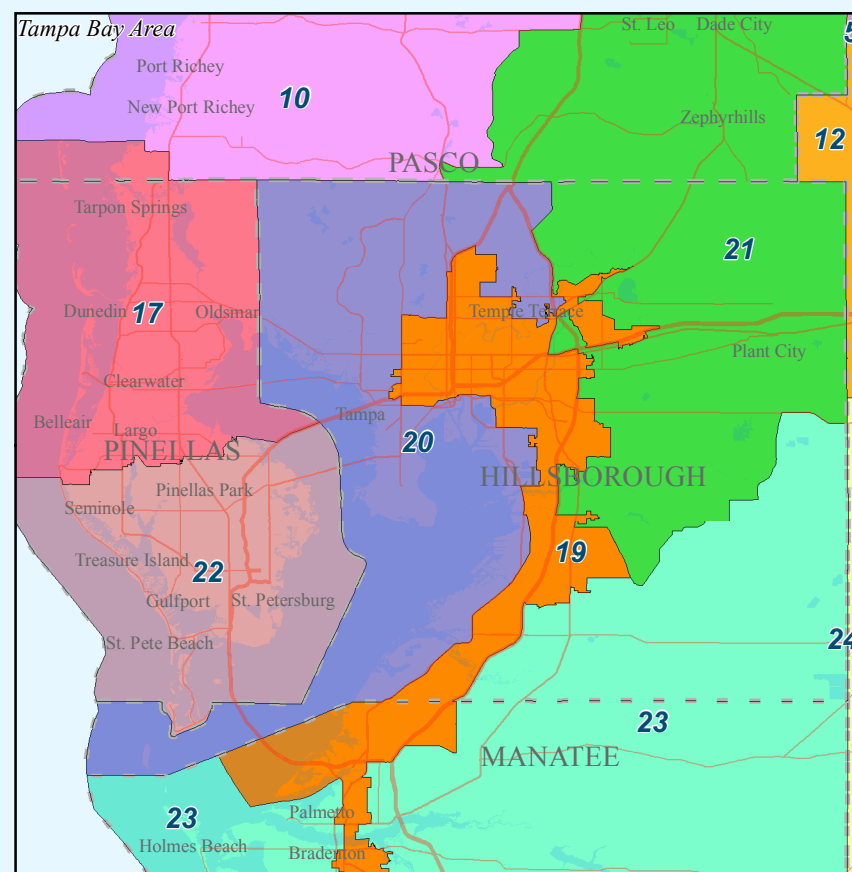 Tampa Bay Area
St. Leo
Dade City
5
Port Richey
10
New Port Richey
Zephyrhills
12
PASCO
Tarpon Springs
21
Dunedin
17
Oldsmar
Temple Terrace
Plant City
Clearwater
Belleair
Tampa
Largo
20
PINELLAS
HILLSBOROUGH
Pinellas Park
Seminole
19
Treasure Island
22
Gulfport
St. Petersburg
St. Pete Beach
24
23
MANATEE
Palmetto
23
Holmes Beach
Bradenton